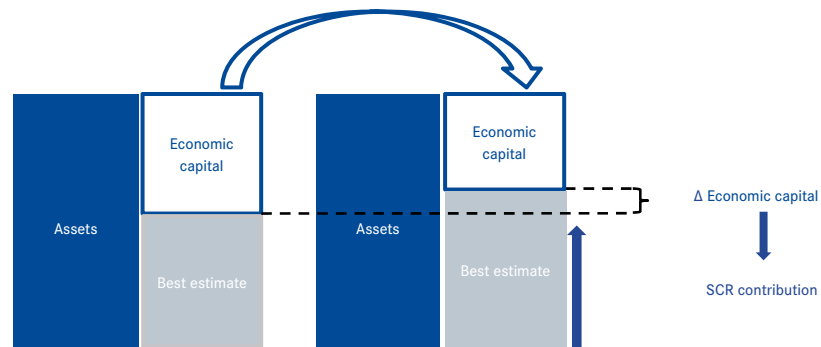 Economic
capital
Assets
Best estimate
Economic
capital
Assets
Best estimate
Δ Economic capital
SCR contribution